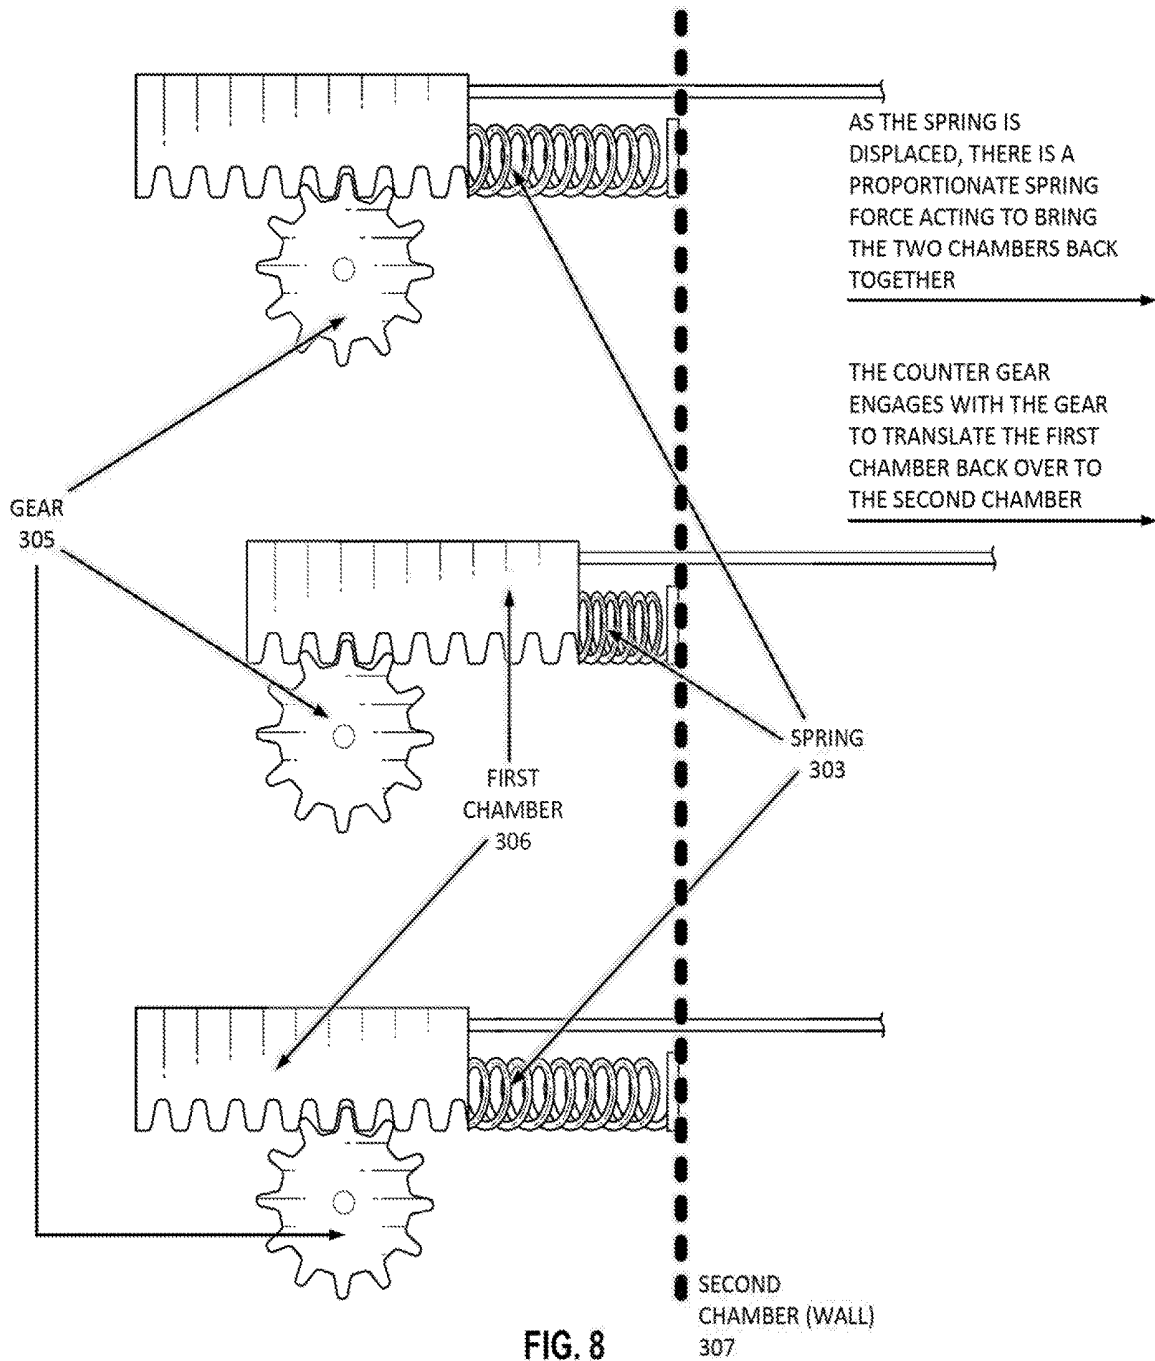 AS THE SPRING IS
DISPLACED, THERE IS A
PROPORTIONATE SPRING
FORCE ACTING TO BRING
THE TWO CHAMBERS BACK
TOGETHER
THE COUNTER GEAR
ENGAGES WITH THE GEAR
TO TRANSLATE THE FIRST
CHAMBER BACK OVER TO
THE SECOND CHAMBER
GEAR
305
SPRING
303
FIRST
CHAMBER
306
SECOND
CHAMBER (WALL)
307
FIG. 8